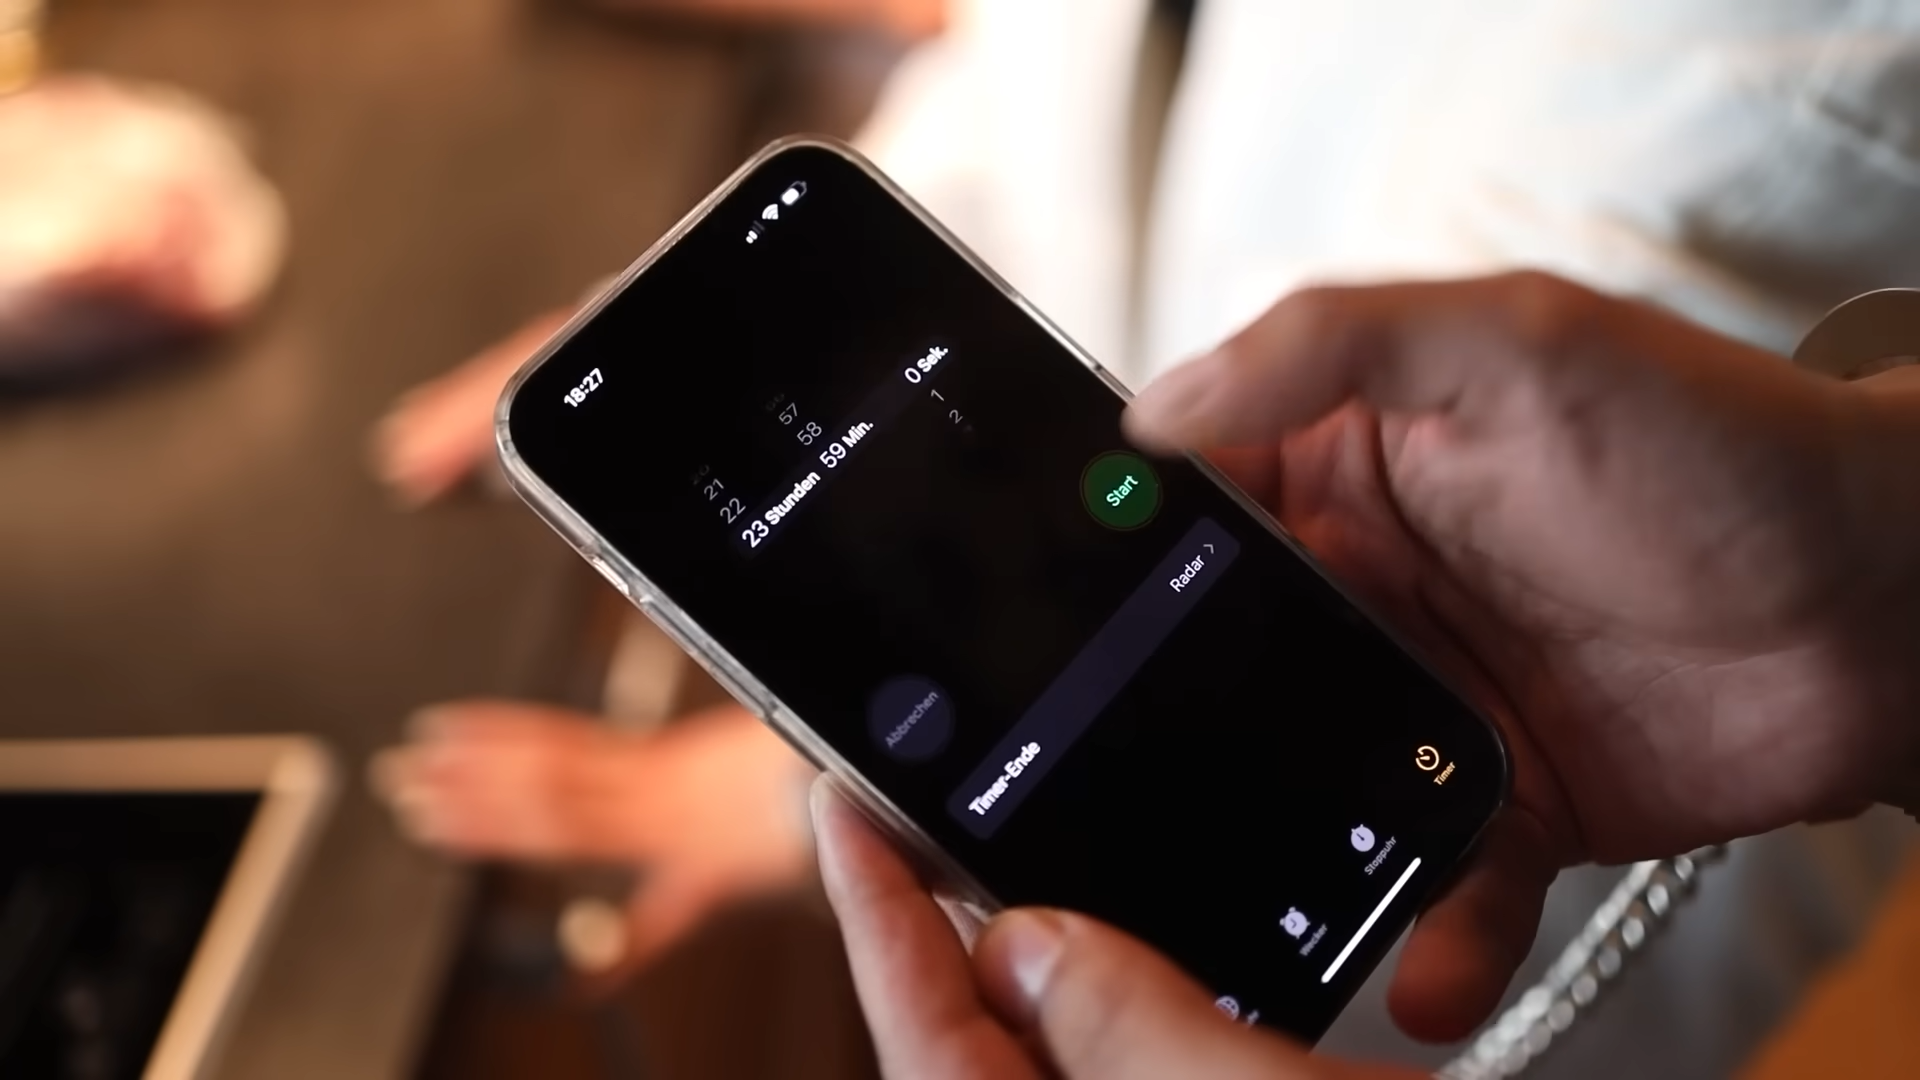 18:27
57
58
21
22
23 Stunden 59 Min. 0 Sek.
1
2
Abbrechen
Start
Timer-Ende
Radar >
Wecker
Stoppuhr
Timer